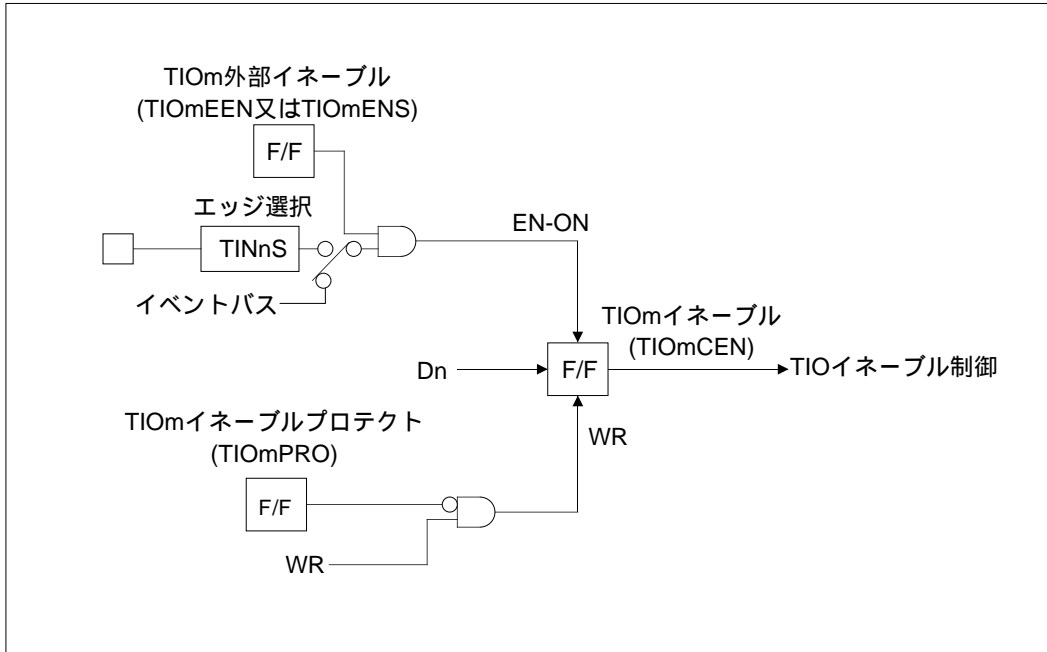 TIOm外部イネーブル
(TIOmEEN又はTIOmENS)
F/F
エッジ選択
TINnS
イベントバス
EN-ON
TIOmイネーブル
(TIOmCEN)
Dn
F/F
TIOイネーブル制御
TIOmイネーブルプロテクト
(TIOmPRO)
WR
F/F
WR